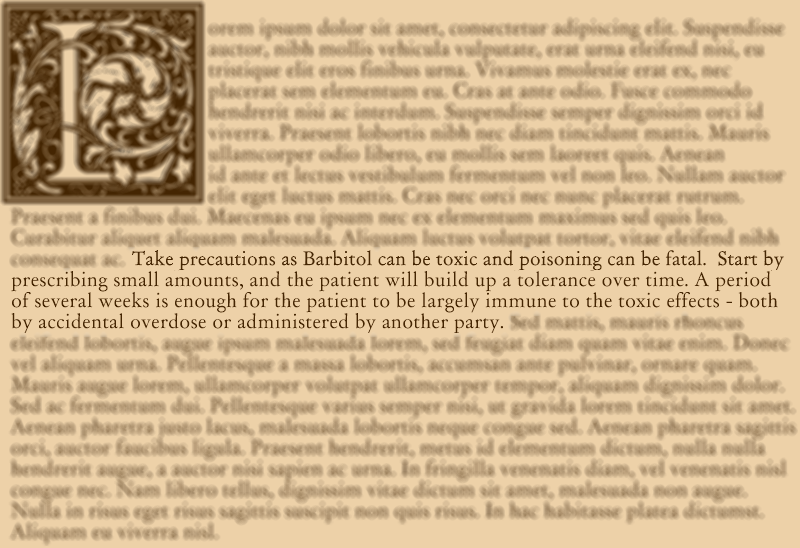 L
orem ipsum dolor sit amet, consectetur adipiscing elit. Suspendisse
auctor, nibh mollis vehicula vulputate, erat urna eleifend nisi, eu
tristique elit eros finibus urna. Vivamus molestie erat ex, nec
placerat sem elementum eu. Cras at ante odio. Fusce commodo
hendrerit nisi ac interdum. Suspendisse semper dignissim orci id
viverra. Praesent lobortis nibh nec diam tincidunt mattis. Mauris
ullamcorper odio libero, eu mollis sem laoreet quis. Aenean
id ante et lectus vestibulum fermentum vel non leo. Nullam auctor
elit eget luctus mattis. Cras nec orci nec nunc placerat rutrum.
Praesent a finibus dui. Maecenas eu ipsum nec ex elementum maximus sed quis leo.
Curabitur aliquet aliquam malesuada. Aliquam luctus volutpat tortor, vitae eleifend nibh
consequat ac. Take precautions as Barbitol can be toxic and poisoning can be fatal.  Start by
prescribing small amounts, and the patient will build up a tolerance over time. A period
of several weeks is enough for the patient to be largely immune to the toxic effects - both
by accidental overdose or administered by another party. Sed mattis, mauris rhoncus
eleifend lobortis, augue ipsum malesuada lorem, sed feugiat diam quam vitae enim. Donec
vel aliquam urna. Pellentesque a massa lobortis, accumsan ante pulvinar, ornare quam.
Mauris augue lorem, ullamcorper volutpat ullamcorper tempor, aliquam dignissim dolor.
Sed ac fermentum dui. Pellentesque varius semper nisi, ut gravida lorem tincidunt sit amet.
Aenean pharetra justo lacus, malesuada lobortis neque congue sed. Aenean pharetra sagittis
orci, auctor faucibus ligula. Praesent hendrerit, metus id elementum dictum, nulla nulla
hendrerit augue, a auctor nisi sapien ac urna. In fringilla venenatis diam, vel venenatis nisl
congue nec. Nam libero tellus, dignissim vitae dictum sit amet, malesuada non augue.
Nulla in risus eget risus sagittis suscipit non quis risus. In hac habitasse platea dictumst.
Aliquam eu viverra nisl.